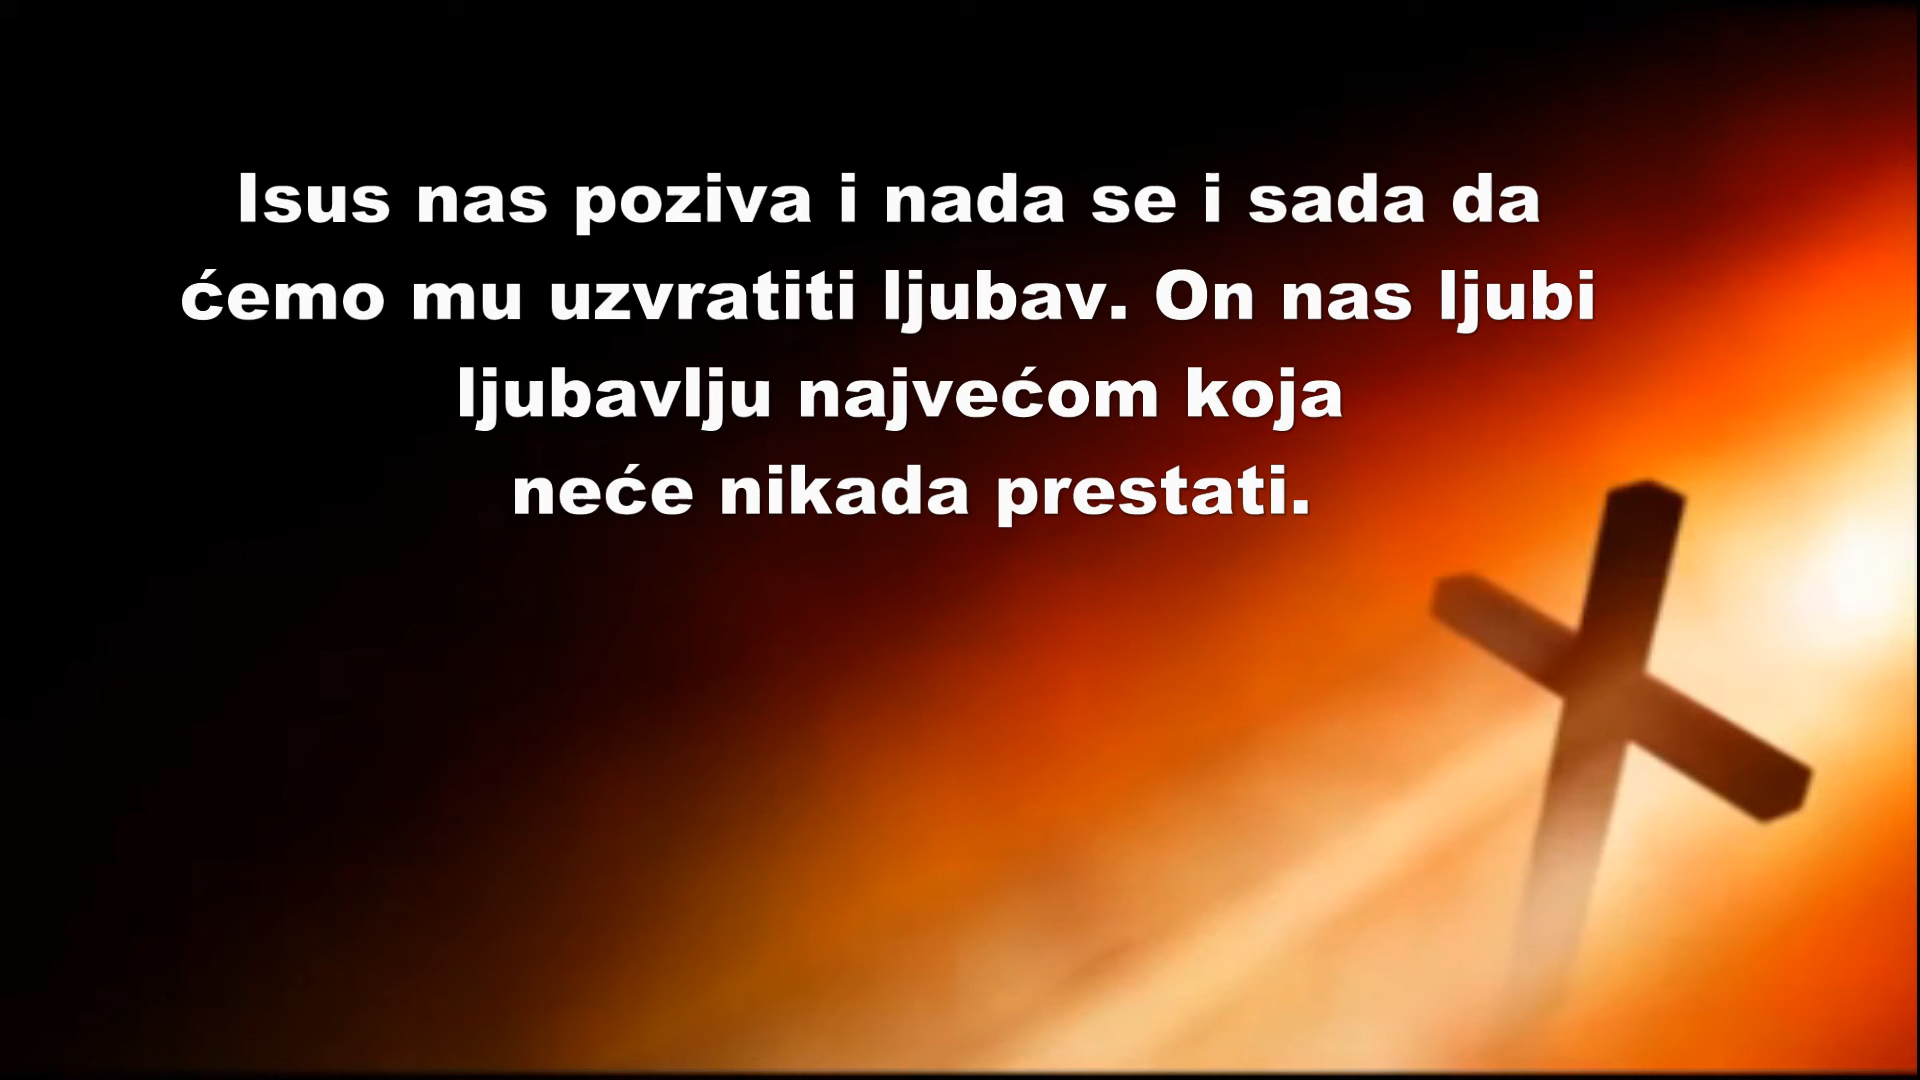 Isus nas poziva i nada se i sada da
ćemo mu uzvratiti ljubav. On nas ljubi
ljubavlju najvećom koja
neće nikada prestati.